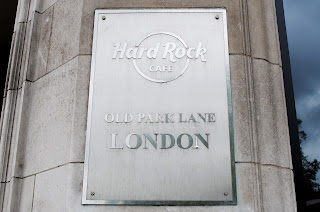 Hard Rock
CAFE
OLD PARK LANE
LONDON